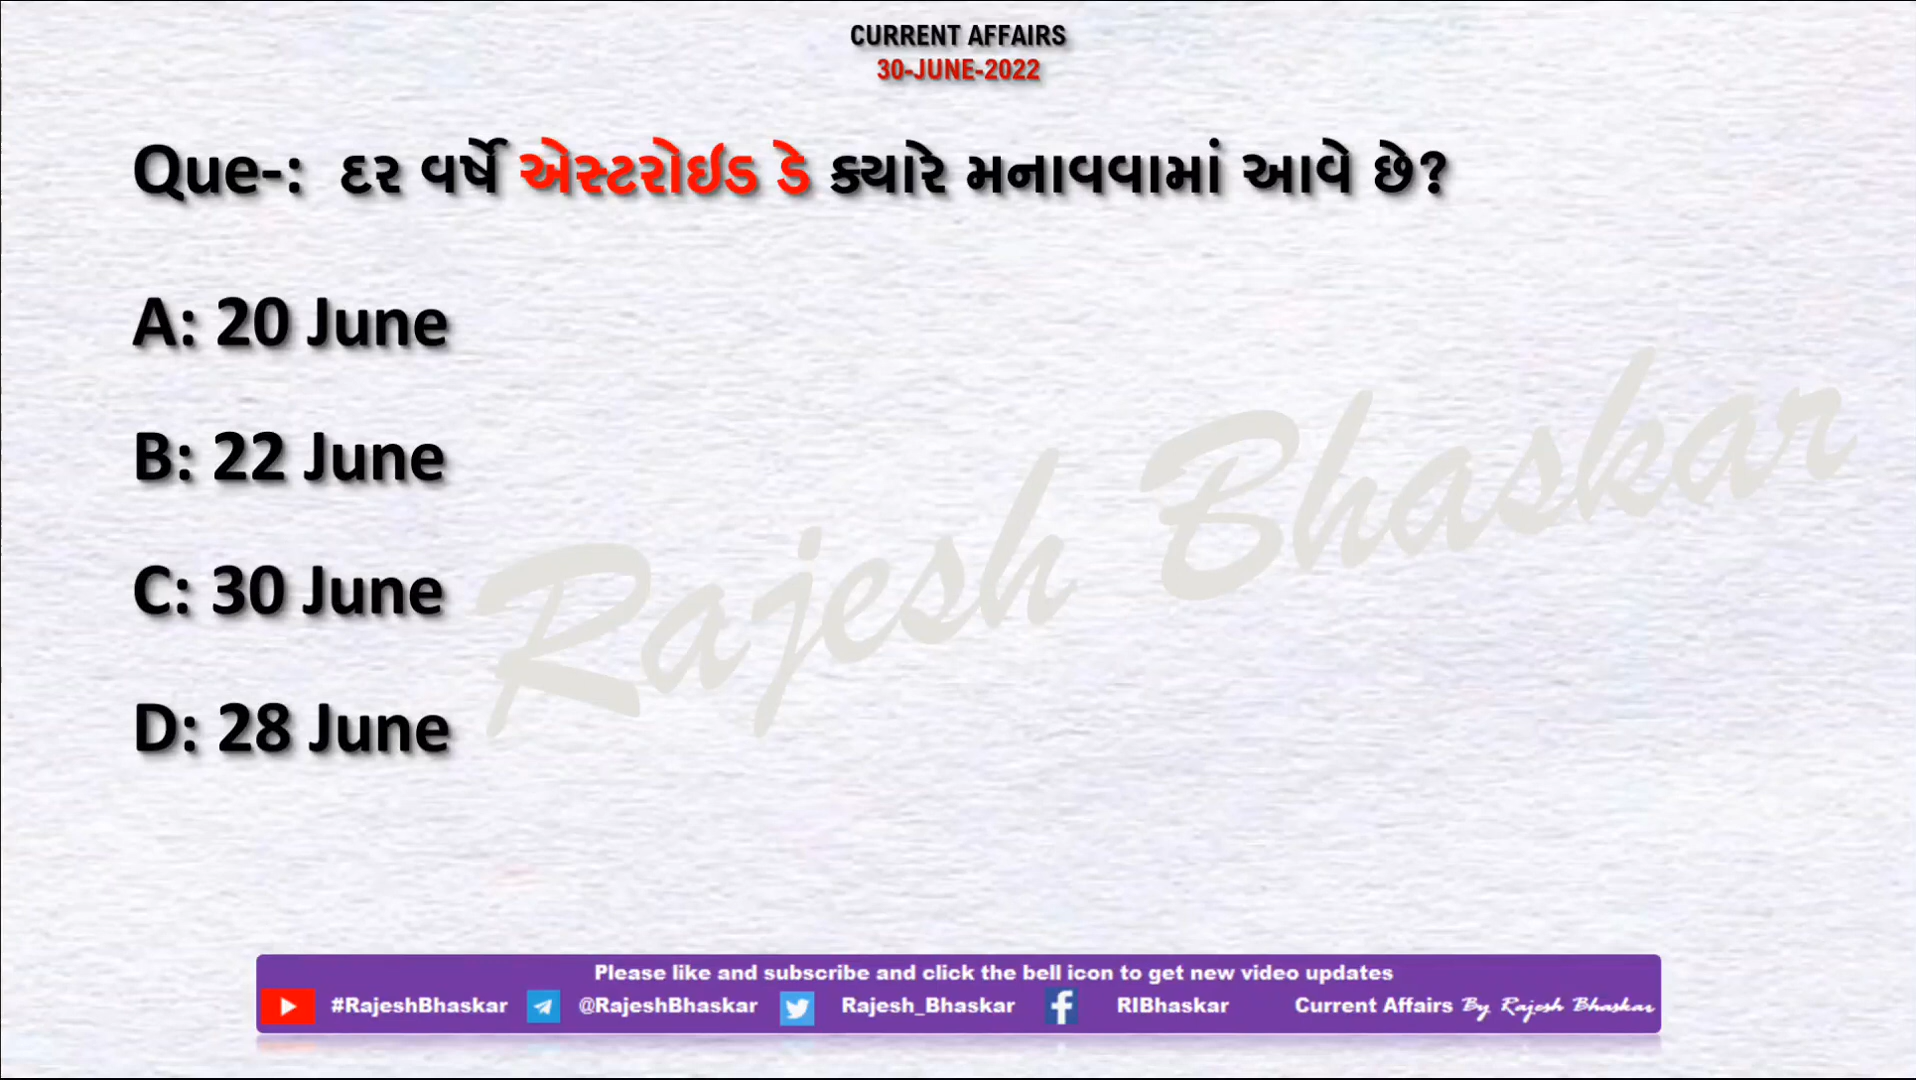 CURRENT AFFAIRS
30-JUNE-2022
Que-: દર વર્ષે એસ્ટરોઈડ ડે ક્યારે મનાવવામાં આવે છે?
A: 20 June
B: 22 June
C: 30 June
D: 28 June
Rajesh Bhaskar
Please like and subscribe and click the bell icon to get new video updates
#RajeshBhaskar @RajeshBhaskar Rajesh_Bhaskar RIBhaskar Current Affairs By Rajesh Bhaskar